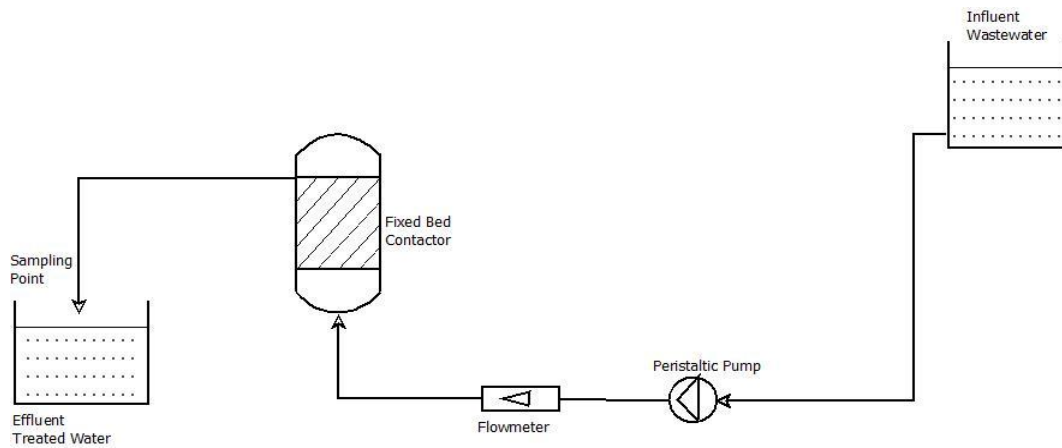 Influent
Wastewater
Fixed Bed
Contactor
Sampling
Point
Peristaltic Pump
Flowmeter
Effluent
Treated Water